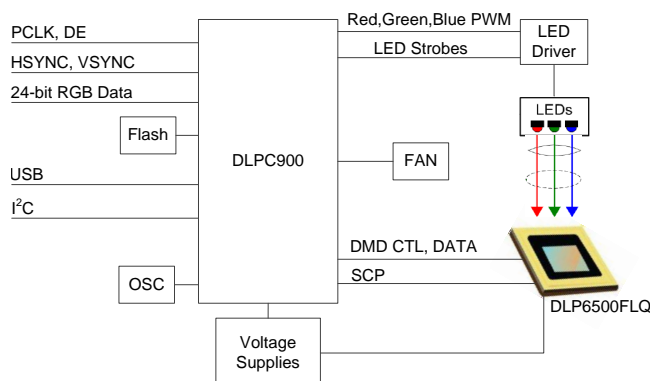 PCLK, DE
HSYNC, VSYNC
24-bit RGB Data
Flash
USB
I²C
OSC
DLPC900
Voltage
Supplies
Red,Green,Blue PWM
LED Strobes
LED
Driver
LEDs
FAN
DMD CTL, DATA
SCP
DLP6500FLQ